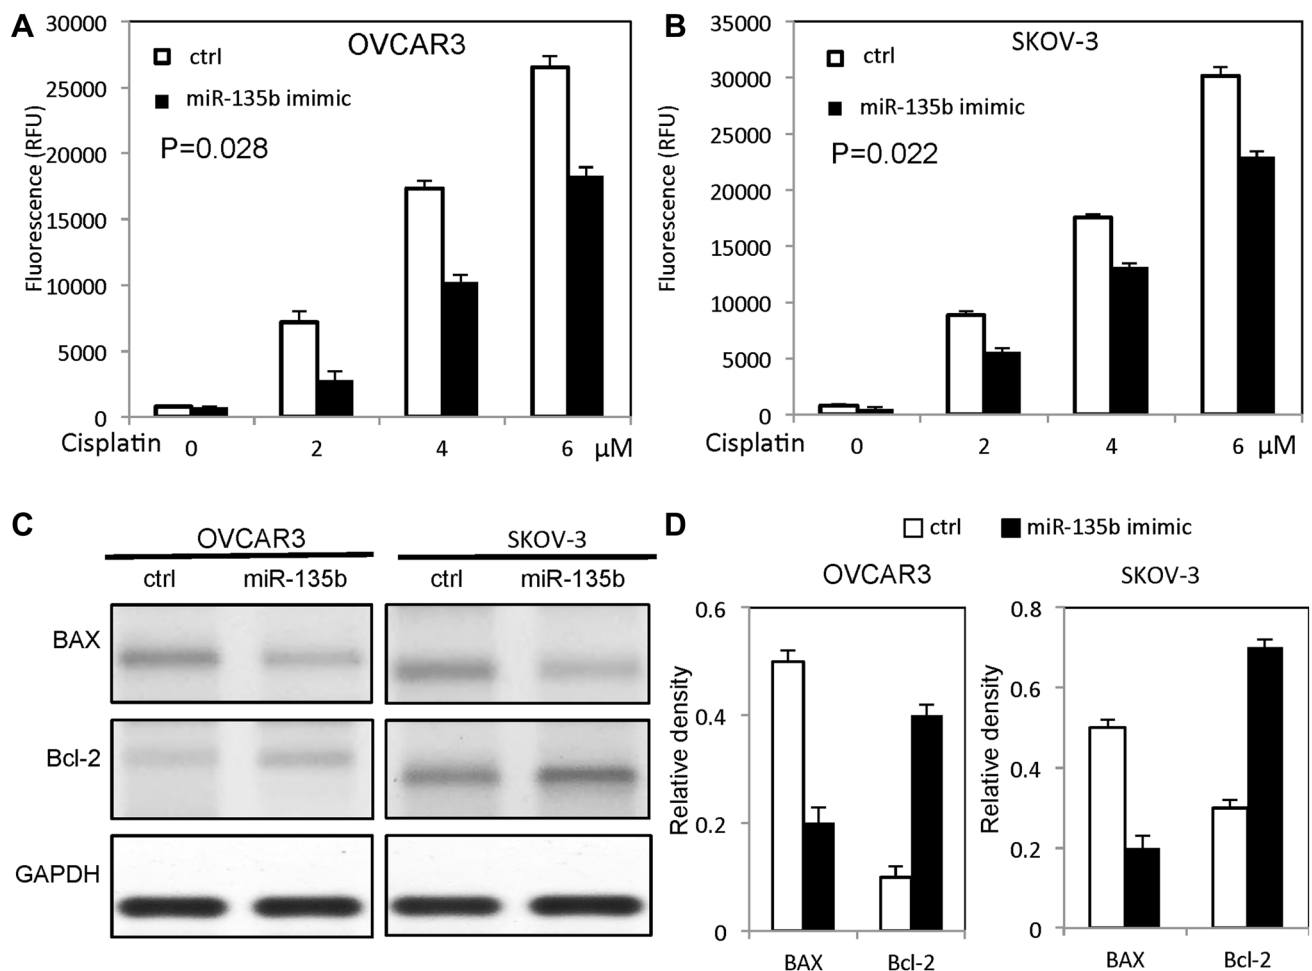 A
OVCAR3
ctrl
miR-135b imimic
P=0.028
Fluorescence (RFU)
30000
25000
20000
15000
10000
5000
0
Cisplatin 0 2 4 6 µM
B
SKOV-3
ctrl
miR-135b imimic
P=0.022
Fluorescence (RFU)
35000
30000
25000
20000
15000
10000
5000
0
Cisplatin 0 2 4 6 µM
C
OVCAR3 SKOV-3
ctrl miR-135b ctrl miR-135b
BAX
Bcl-2
GAPDH
D
ctrl miR-135b imimic
OVCAR3
Relative density
0.6
0.4
0.2
0
BAX Bcl-2
SKOV-3
Relative density
0.8
0.6
0.4
0.2
0
BAX Bcl-2